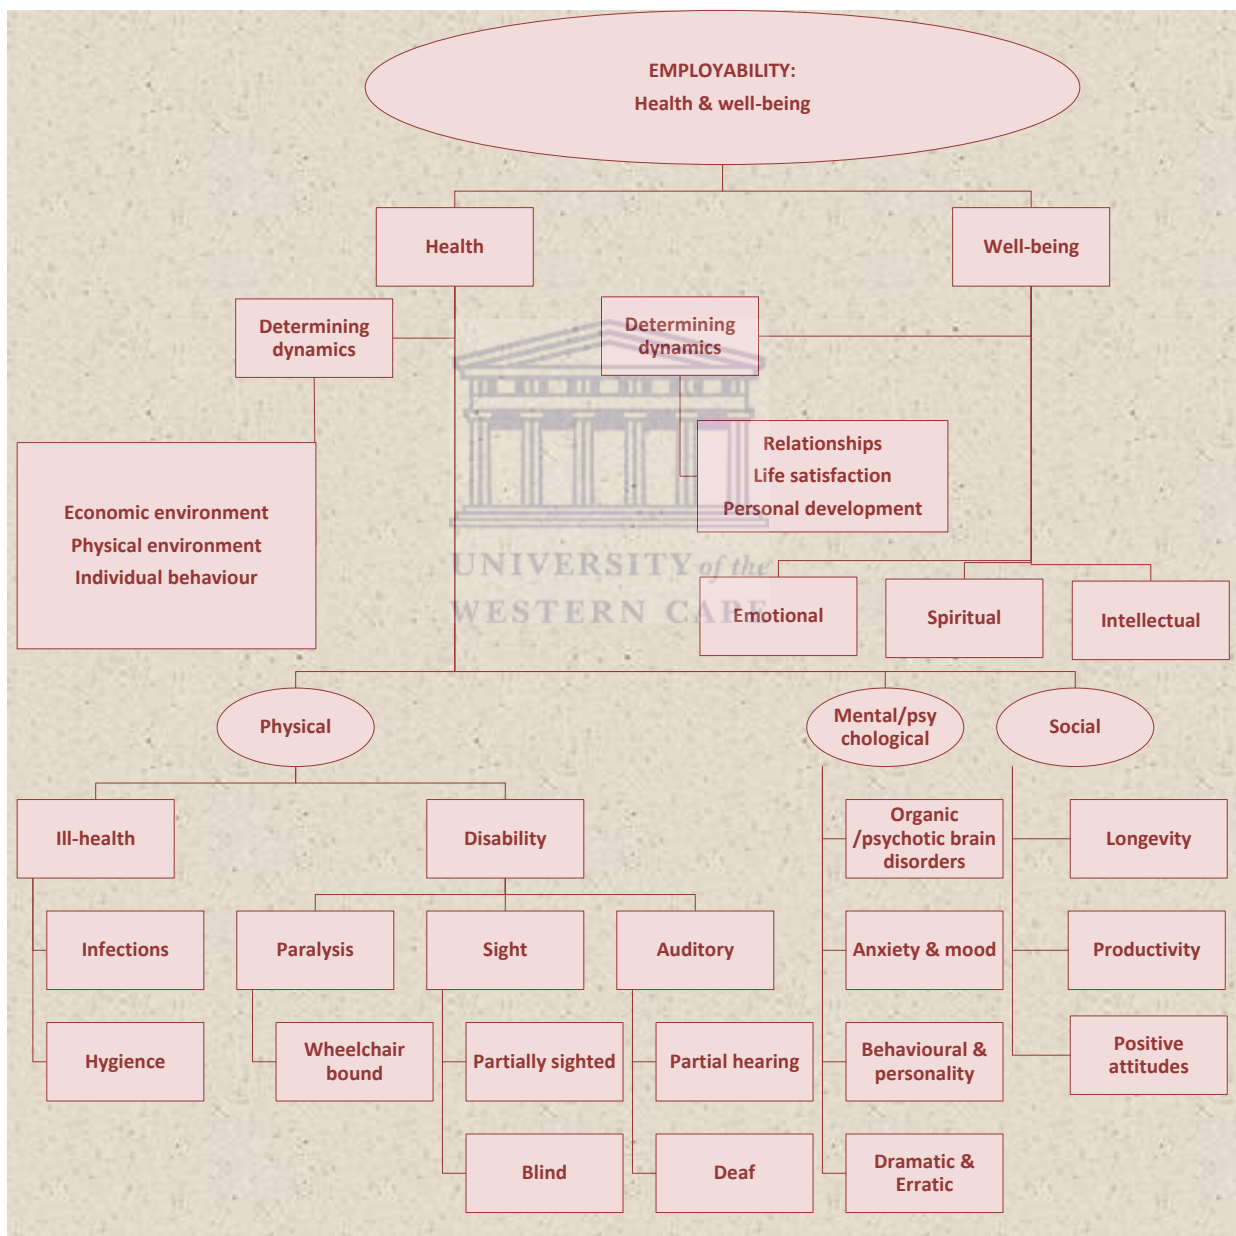 EMPLOYABILITY:
Health & well-being
Health
Well-being
Determining
dynamics
Determining
dynamics
Relationships
Life satisfaction
Personal development
Economic environment
Physical environment
Individual behaviour
UNIVERSITY of the
WESTERN CAPE
Emotional
Spiritual
Intellectual
Physical
Mental/psy
chological
Social
Ill-health
Disability
Organic
/psychotic brain
disorders
Longevity
Infections
Paralysis
Sight
Auditory
Anxiety & mood
Productivity
Hygience
Wheelchair
bound
Partially sighted
Partial hearing
Behavioural &
personality
Positive
attitudes
Blind
Deaf
Dramatic &
Erratic